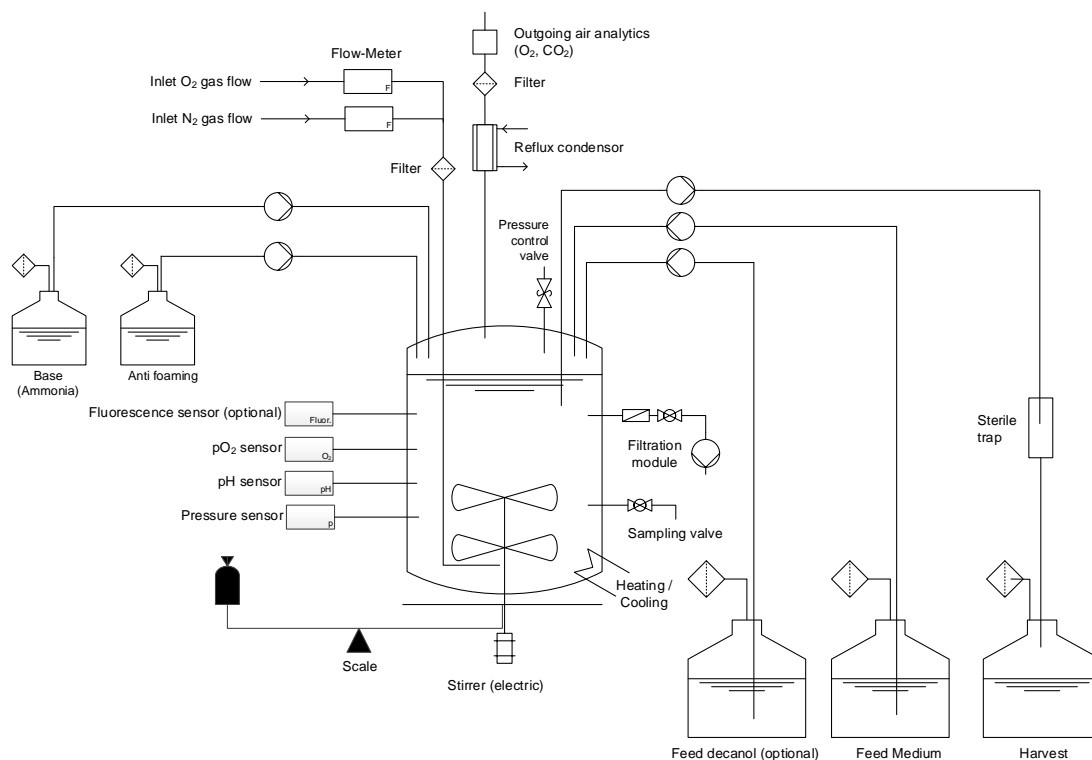 Outgoing air analytics
(O₂, CO₂)
Flow-Meter
Inlet O₂ gas flow
F
Filter
Inlet N₂ gas flow
F
Reflux condensor
Filter
Pressure
control
valve
Base
(Ammonia)
Anti foaming
Fluorescence sensor (optional)
Fluor.
pO₂ sensor
O₂
pH sensor
pH
Pressure sensor
p
Filtration
module
Sterile
trap
Sampling valve
Heating /
Cooling
Scale
Stirrer (electric)
Feed decanol (optional)
Feed Medium
Harvest